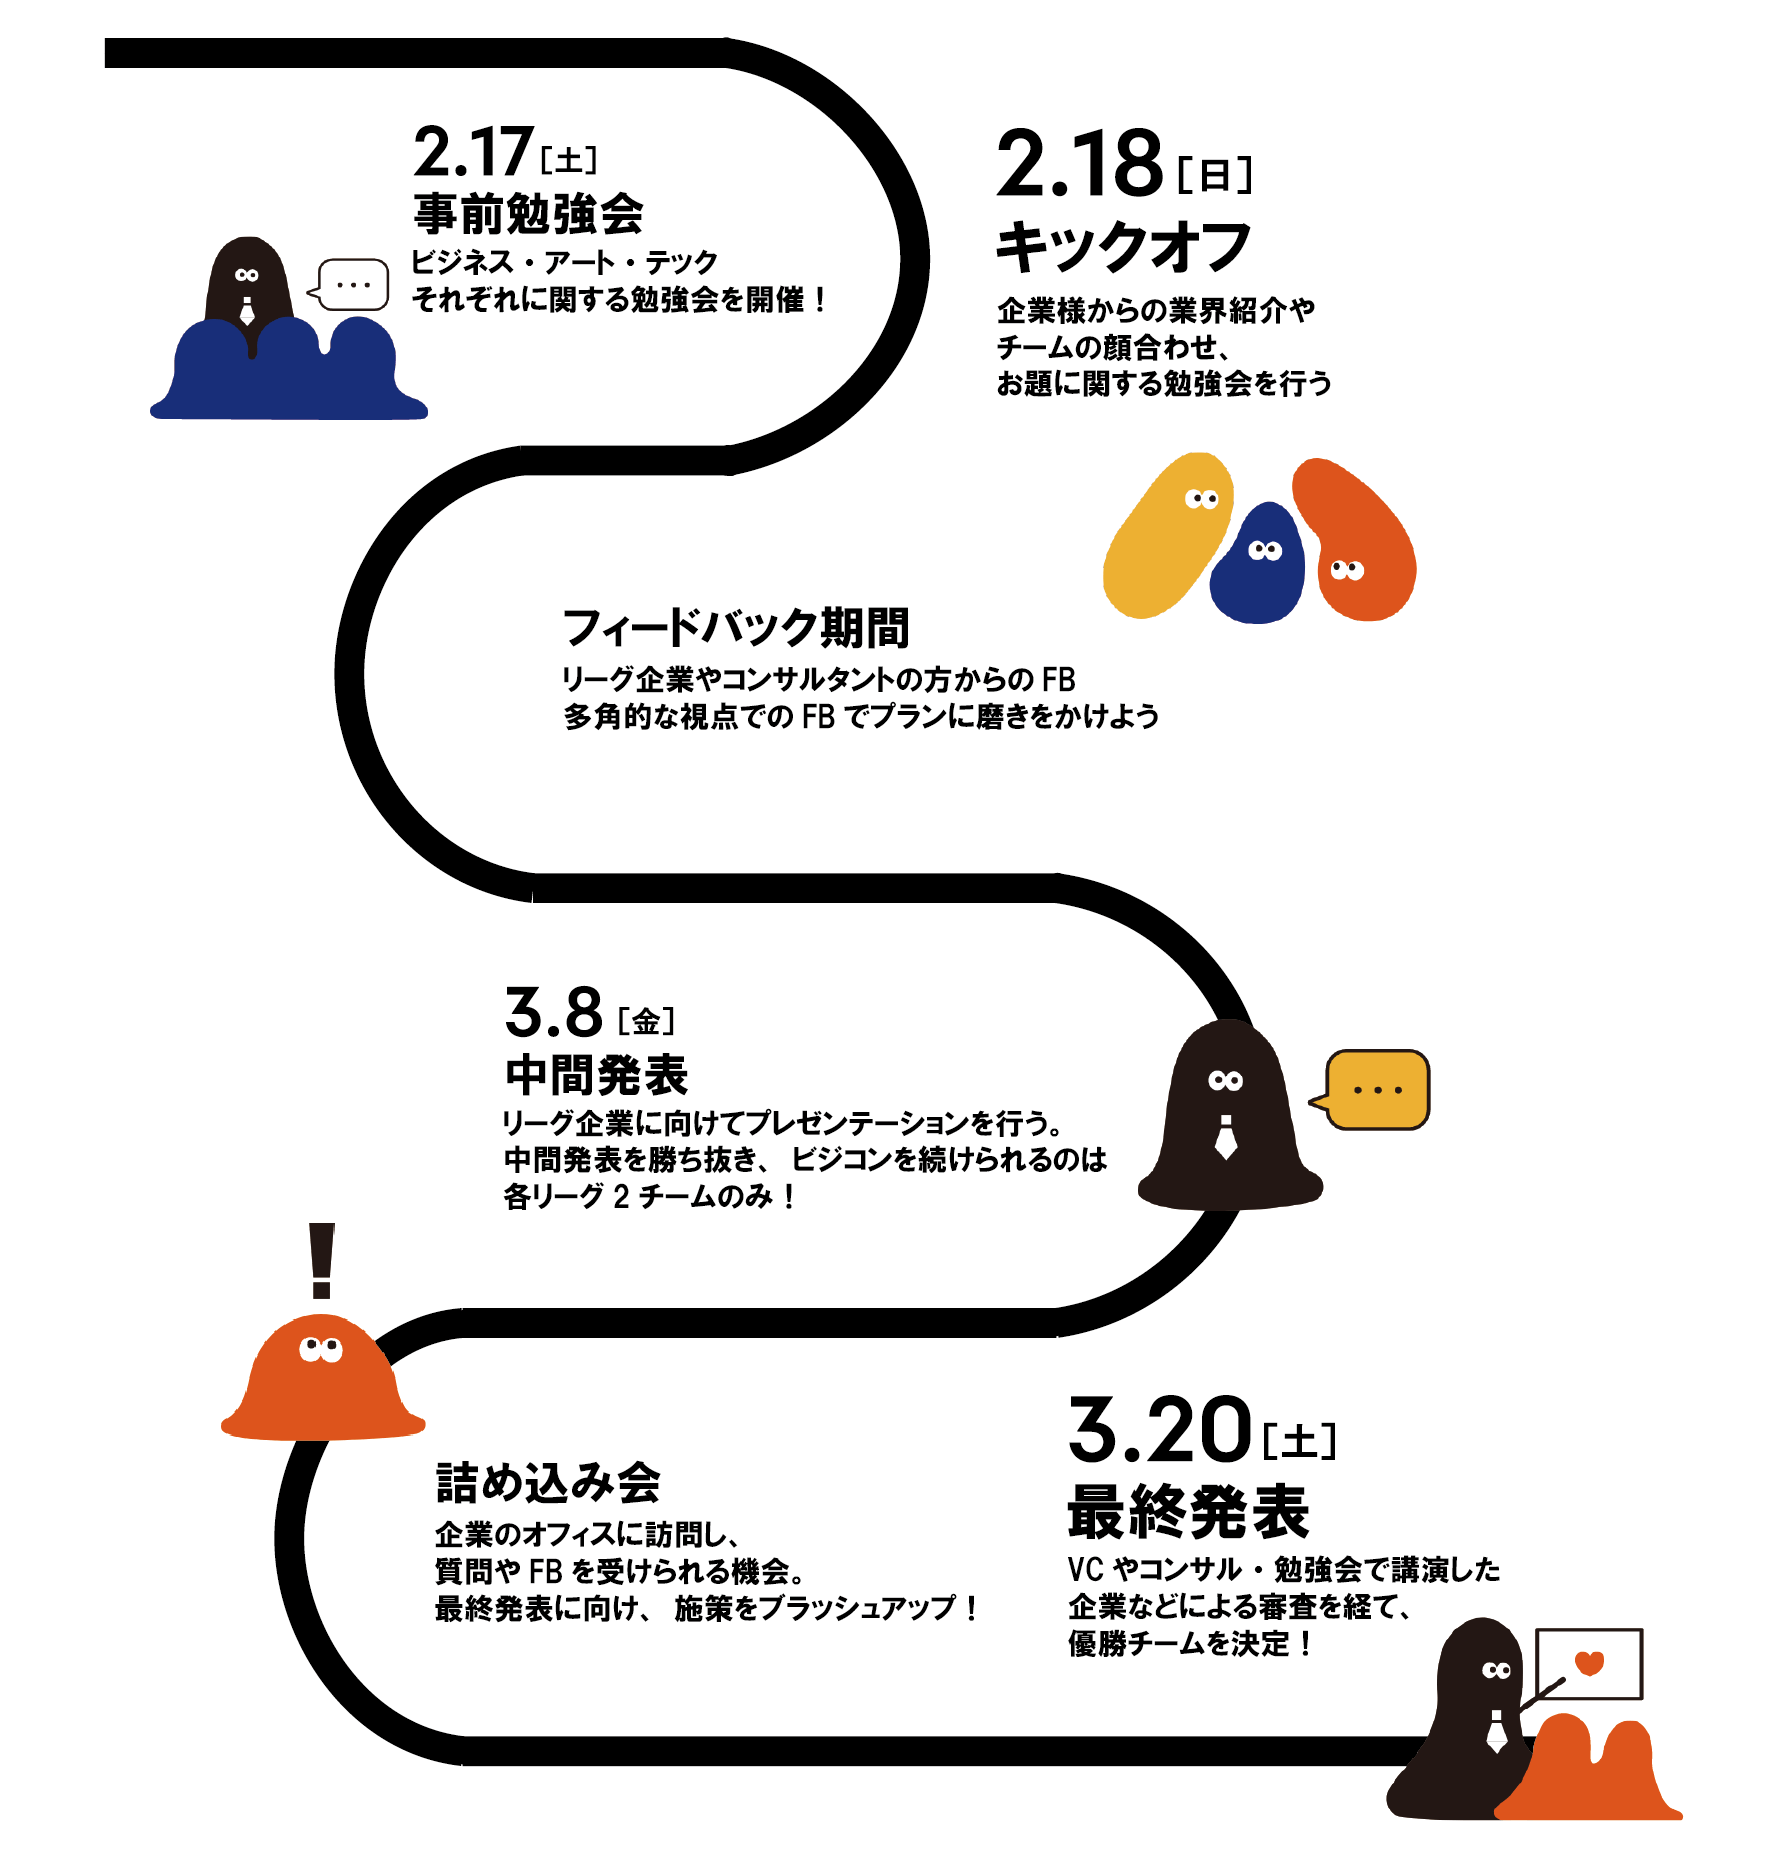 2.17［土］
事前勉強会
ビジネス・アート・テック
それぞれに関する勉強会を開催！
2.18［日］
キックオフ
企業様からの業界紹介や
チームの顔合わせ、
お題に関する勉強会を行う
フィードバック期間
リーグ企業やコンサルタントの方からの FB
多角的な視点での FB でプランに磨きをかけよう
3.8［金］
中間発表
リーグ企業に向けてプレゼンテーションを行う。
中間発表を勝ち抜き、ビジコンを続けられるのは
各リーグ 2 チームのみ！
!
詰め込み会
企業のオフィスに訪問し、
質問や FB を受けられる機会。
最終発表に向け、施策をブラッシュアップ！
3.20［土］
最終発表
VC やコンサル・勉強会で講演した
企業などによる審査を経て、
優勝チームを決定！